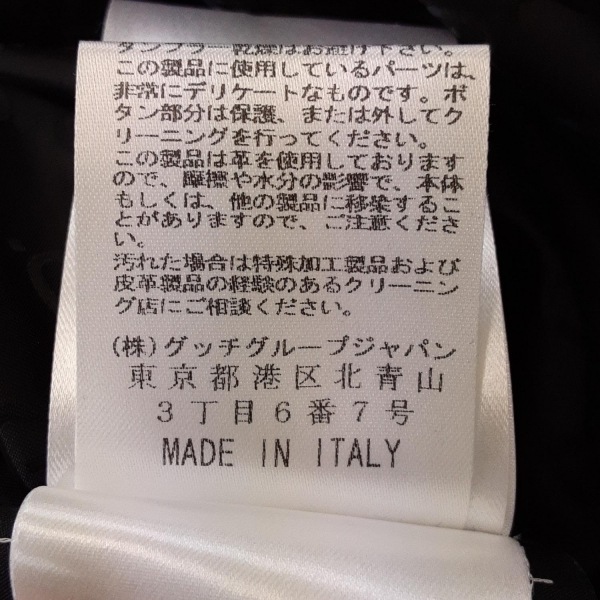 タンブラー乾燥はお避け下さい。
この製品に使用しているパーツは、
非常にデリケートなものです。ボ
タン部分は保護、または外してク
リーニングを行ってください。
この製品は革を使用しております
ので、摩擦や水分の影響で、本体
もしくは、他の製品に移染するこ
とがありますので、ご注意くださ
い。
汚れた場合は特殊加工製品および
皮革製品の経験のあるクリーニン
グ店にご相談ください。
(株)グッチグループジャパン
東京都港区北青山
3丁目6番7号
MADE IN ITALY